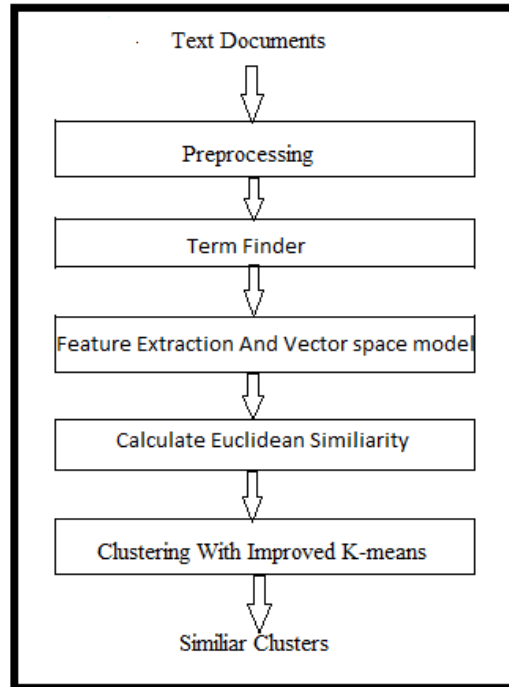 Text Documents
Preprocessing
Term Finder
Feature Extraction And Vector space model
Calculate Euclidean Similiarity
Clustering With Improved K-means
Similiar Clusters